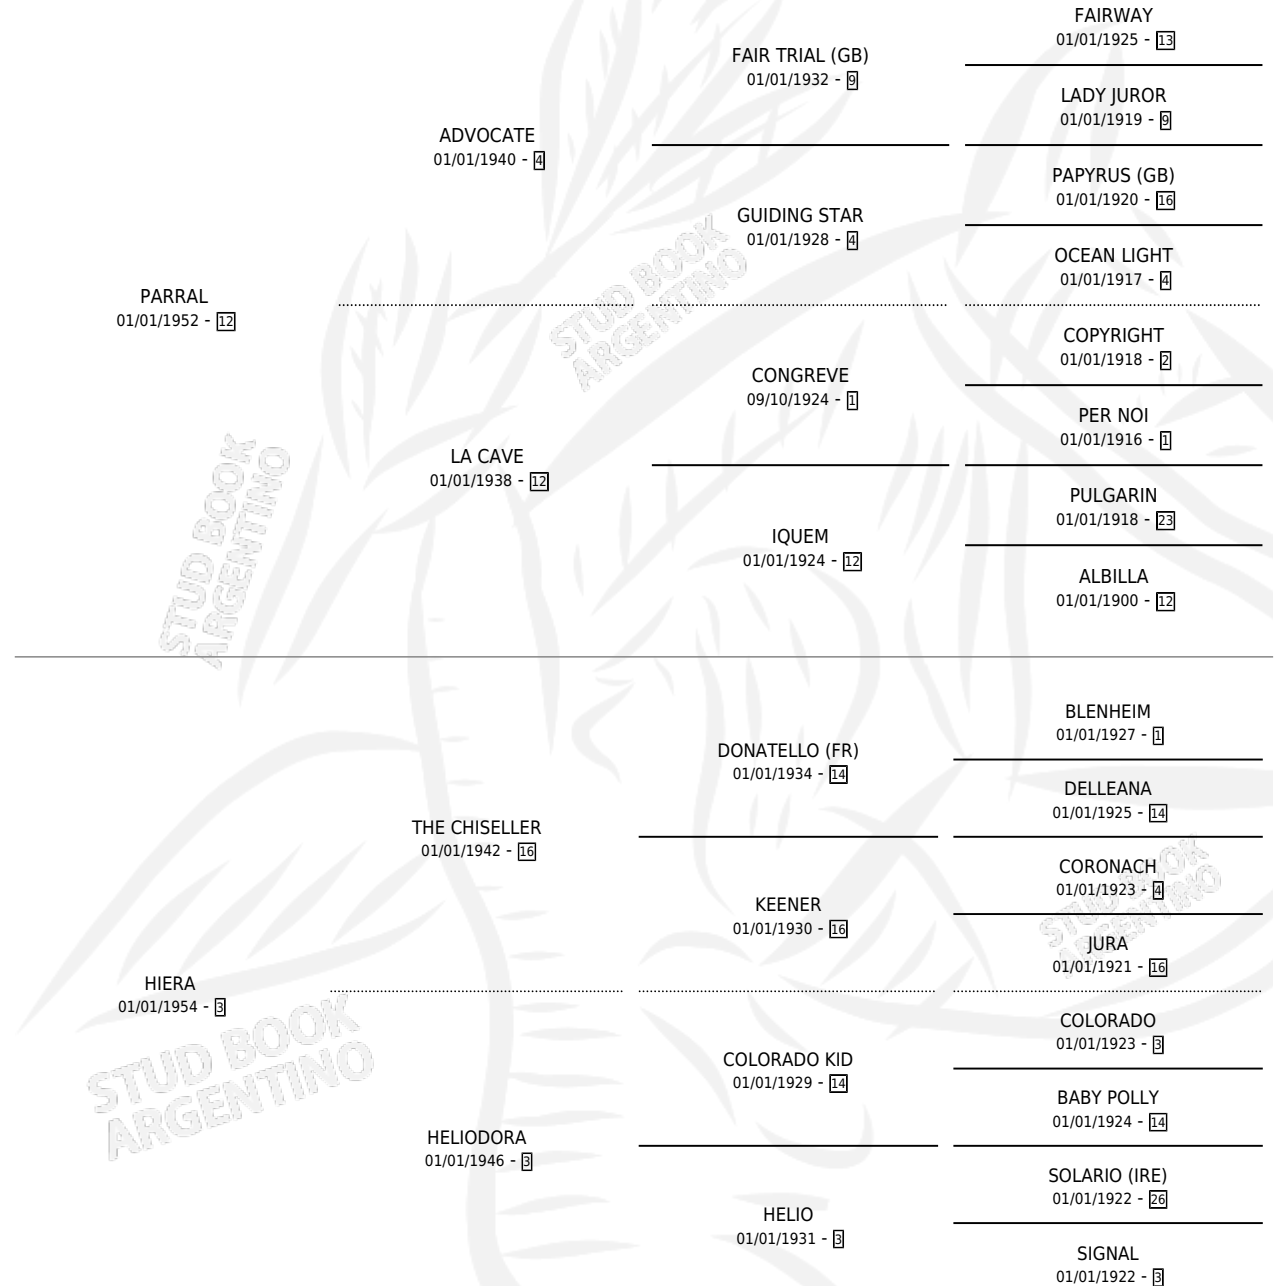 FAIRWAY
01/01/1925 - 13
FAIR TRIAL (GB)
01/01/1932 - 9
LADY JUROR
01/01/1919 - 9
ADVOCATE
01/01/1940 - 4
PAPYRUS (GB)
01/01/1920 - 16
GUIDING STAR
01/01/1928 - 4
OCEAN LIGHT
01/01/1917 - 4
PARRAL
01/01/1952 - 12
COPYRIGHT
01/01/1918 - 2
CONGREVE
09/10/1924 - 1
PER NOI
01/01/1916 - 1
LA CAVE
01/01/1938 - 12
PULGARIN
01/01/1918 - 23
IQUEM
01/01/1924 - 12
ALBILLA
01/01/1900 - 12
BLENHEIM
01/01/1927 - 1
DONATELLO (FR)
01/01/1934 - 14
DELLEANA
01/01/1925 - 14
THE CHISELLER
01/01/1942 - 16
CORONACH
01/01/1923 - 4
KEENER
01/01/1930 - 16
JURA
01/01/1921 - 16
HIERA
01/01/1954 - 3
COLORADO
01/01/1923 - 3
COLORADO KID
01/01/1929 - 14
BABY POLLY
01/01/1924 - 14
HELIODORA
01/01/1946 - 3
SOLARIO (IRE)
01/01/1922 - 26
HELIO
01/01/1931 - 3
SIGNAL
01/01/1922 - 3
STUD BOOK
ARGENTINO
STUD BOOK
ARGENTINO
STUD BOOK
ARGENTINO
STUD BOOK
ARGENTINO